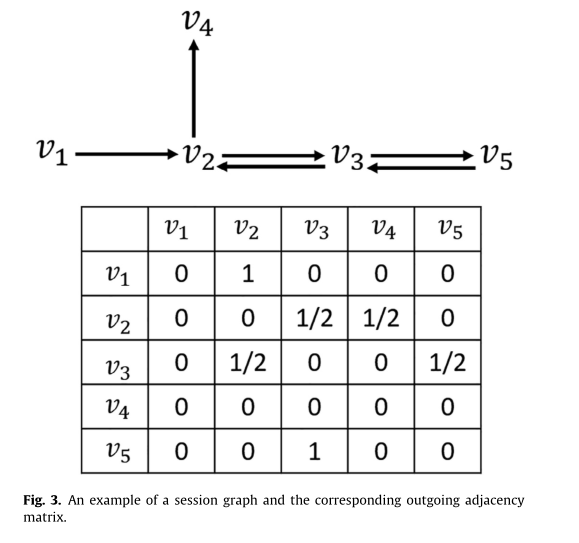 v₄
v₁ v₂ v₃ v₅
v₁ v₂ v₃ v₄ v₅
v₁ 0 1 0 0 0
v₂ 0 0 1/2 1/2 0
v₃ 0 1/2 0 0 1/2
v₄ 0 0 0 0 0
v₅ 0 0 1 0 0
Fig. 3. An example of a session graph and the corresponding outgoing adjacency
matrix.